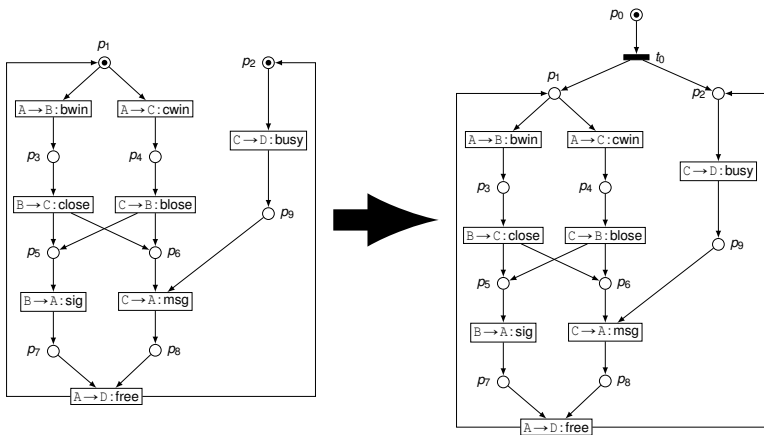 p1
p2
A→B:bwin
A→C:cwin
C→D:busy
p3
p4
B→C:close
C→B:blose
p9
p5
p6
B→A:sig
C→A:msg
p7
p8
A→D:free
p0
t0
p1
p2
A→B:bwin
A→C:cwin
C→D:busy
p3
p4
B→C:close
C→B:blose
p9
p5
p6
B→A:sig
C→A:msg
p7
p8
A→D:free